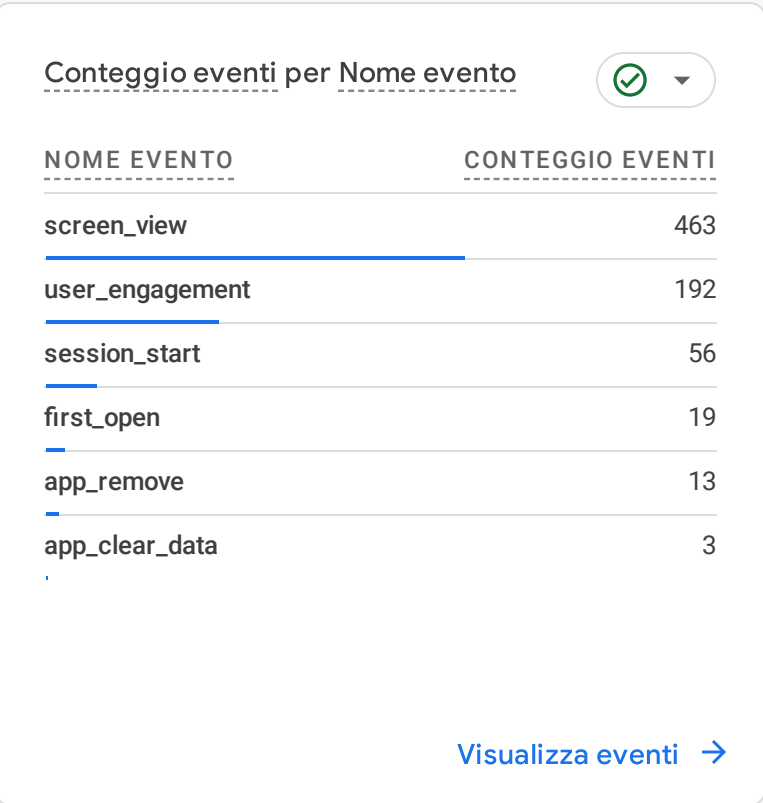 Conteggio eventi per Nome evento
NOME EVENTO CONTEGGIO EVENTI
screen_view 463
user_engagement 192
session_start 56
first_open 19
app_remove 13
app_clear_data 3
Visualizza eventi